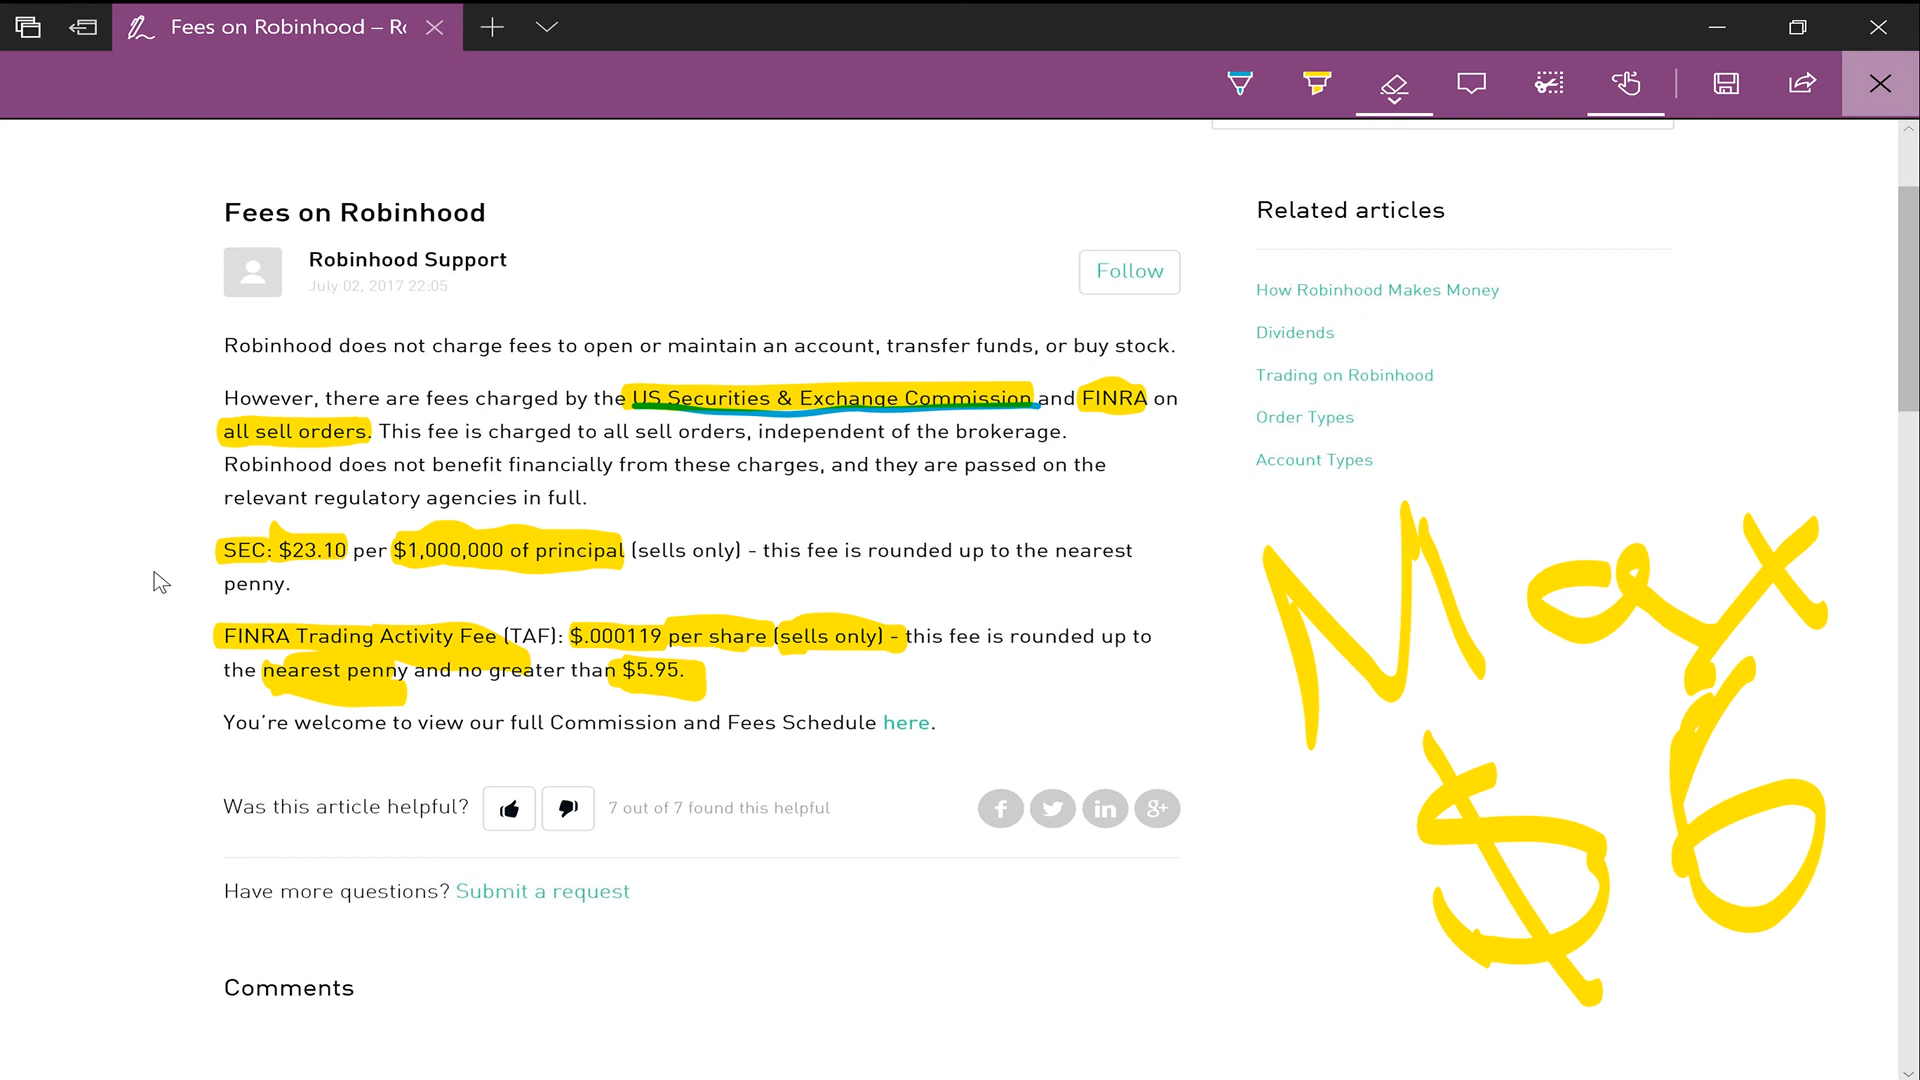 Fees on Robinhood – Ro
Fees on Robinhood
Robinhood Support
July 02, 2017 22:05
Follow
Robinhood does not charge fees to open or maintain an account, transfer funds, or buy stock.
However, there are fees charged by the US Securities & Exchange Commission and FINRA on
all sell orders. This fee is charged to all sell orders, independent of the brokerage.
Robinhood does not benefit financially from these charges, and they are passed on the
relevant regulatory agencies in full.
SEC: $23.10 per $1,000,000 of principal (sells only) - this fee is rounded up to the nearest
penny.
FINRA Trading Activity Fee (TAF): $.000119 per share (sells only) - this fee is rounded up to
the nearest penny and no greater than $5.95.
You’re welcome to view our full Commission and Fees Schedule here.
Was this article helpful?
7 out of 7 found this helpful
f
in
g+
Have more questions? Submit a request
Comments
Related articles
How Robinhood Makes Money
Dividends
Trading on Robinhood
Order Types
Account Types
Max
$6